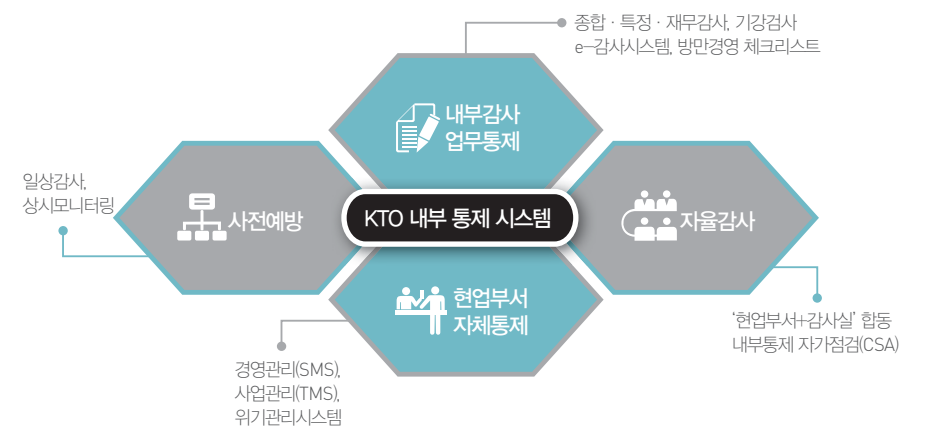 종합 · 특정 · 재무감사, 기강검사
e-감사시스템, 방만경영 체크리스트
내부감사
업무통제
일상감사,
상시모니터링
사전예방
KTO 내부 통제 시스템
자율감사
현업부서
자체통제
‘현업부서+감사실’ 합동
내부통제 자가점검(CSA)
경영관리(SMS),
사업관리(TMS),
위기관리시스템